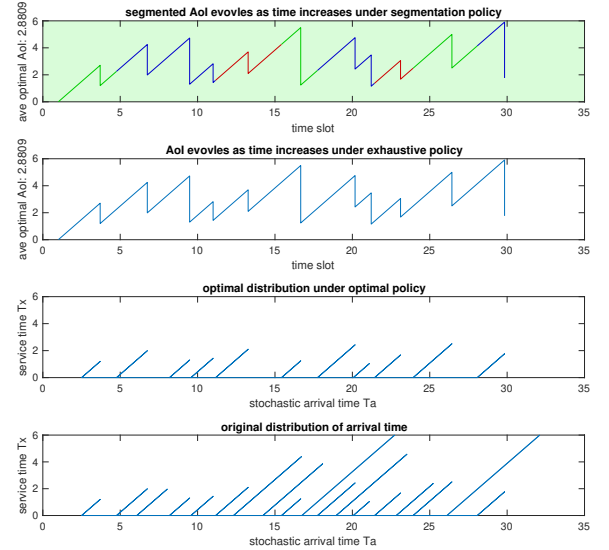 segmented AoI evovles as time increases under segmentation policy
ave optimal AoI: 2.8809
6
4
2
0
0 5 10 15 20 25 30 35
time slot
AoI evovles as time increases under exhaustive policy
ave optimal AoI: 2.8809
6
4
2
0
0 5 10 15 20 25 30 35
time slot
optimal distribution under optimal policy
service time Tx
6
4
2
0
0 5 10 15 20 25 30 35
stochastic arrival time Ta
original distribution of arrival time
service time Tx
6
4
2
0
0 5 10 15 20 25 30 35
stochastic arrival time Ta